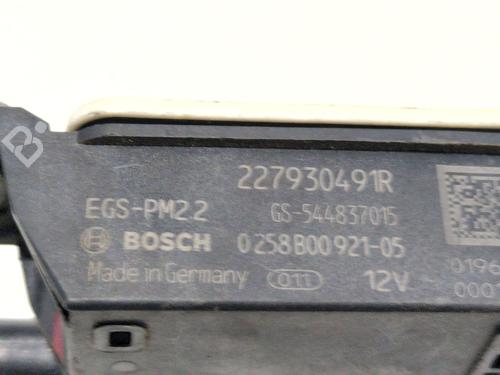 227930491R
EGS-PM2.2 GS-544837015
BOSCH 0258B00921-05
Made in Germany 011 12V